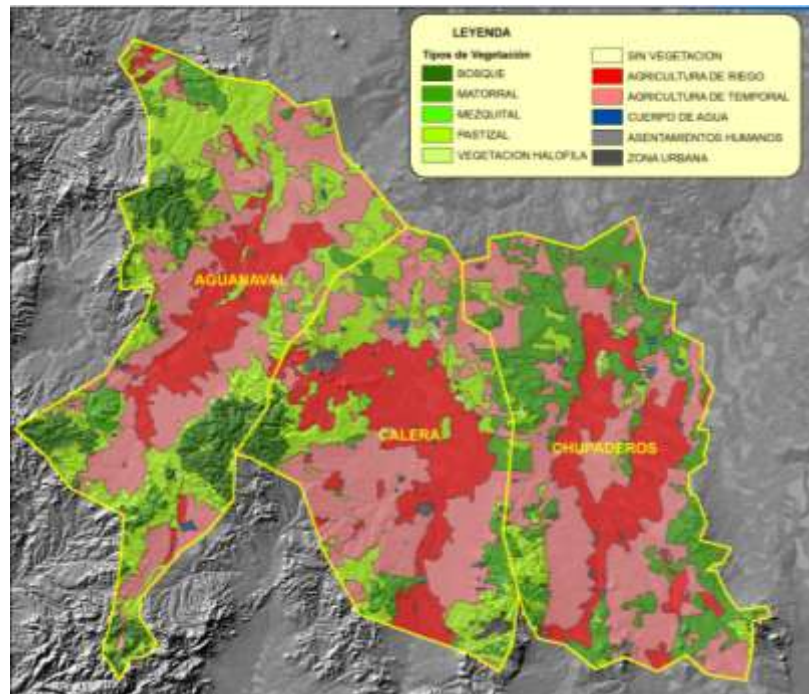 LEYENDA
Tipos de Vegetación
BOSQUE
MATORRAL
MEZQUITAL
PASTIZAL
VEGETACION HALOFILA
SIN VEGETACION
AGRICULTURA DE RIEGO
AGRICULTURA DE TEMPORAL
CUERPO DE AGUA
ASENTAMIENTOS HUMANOS
ZONA URBANA
AGUANAVAL
CALERA
CHUPADEROS